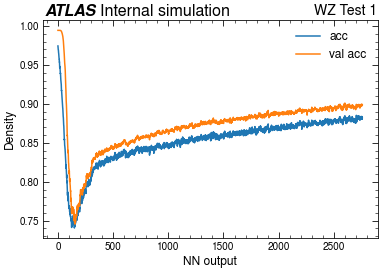 ATLAS Internal simulation WZ Test 1
acc
val acc
1.00
0.95
0.90
0.85
0.80
0.75
Density
0 500 1000 1500 2000 2500
NN output